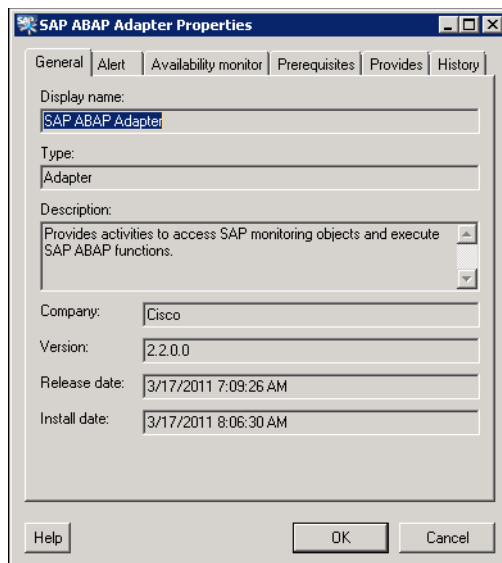 SAP ABAP Adapter Properties
General Alert Availability monitor Prerequisites Provides History
Display name:
SAP ABAP Adapter
Type:
Adapter
Description:
Provides activities to access SAP monitoring objects and execute
SAP ABAP functions.
Company: Cisco
Version: 2.2.0.0
Release date: 3/17/2011 7:09:26 AM
Install date: 3/17/2011 8:06:30 AM
Help OK Cancel